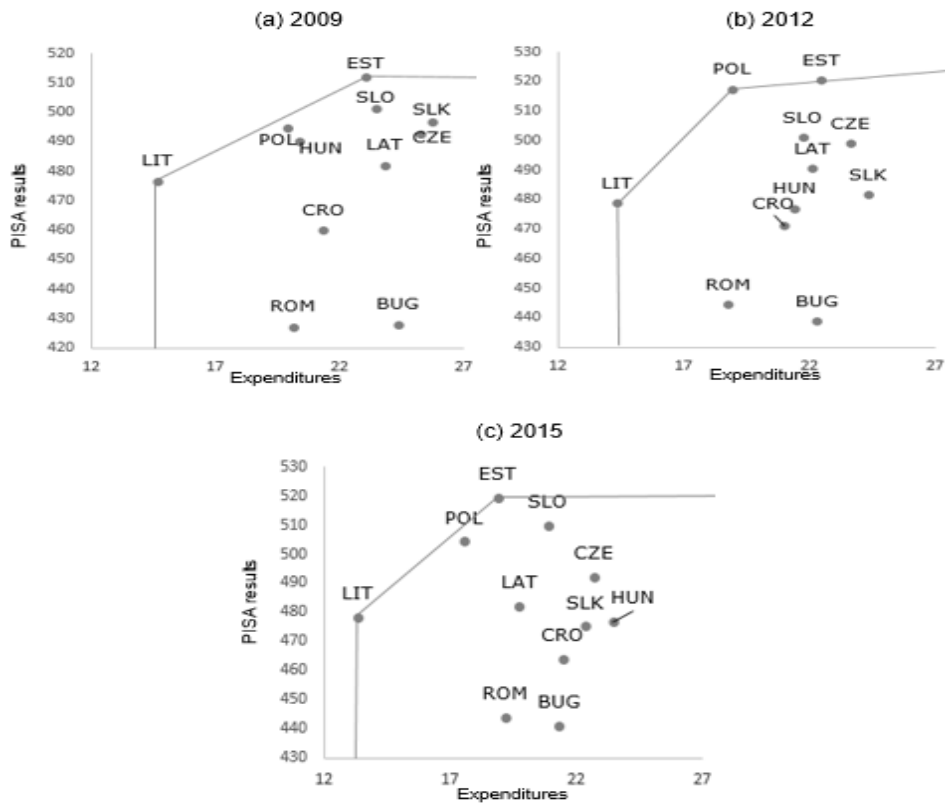 (a) 2009
520
510
500
490
480
470
460
450
440
430
420
PISA results
EST
SLO
SLK
POL
HUN
CZE
LAT
LIT
CRO
ROM
BUG
12
17
22
27
Expenditures
(b) 2012
530
520
510
500
490
480
470
460
450
440
430
PISA results
POL
EST
SLO
CZE
LAT
SLK
LIT
HUN
CRO
ROM
BUG
12
17
22
27
Expenditures
(c) 2015
530
520
510
500
490
480
470
460
450
440
430
PISA results
EST
SLO
POL
CZE
LAT
SLK
HUN
LIT
CRO
ROM
BUG
12
17
22
27
Expenditures